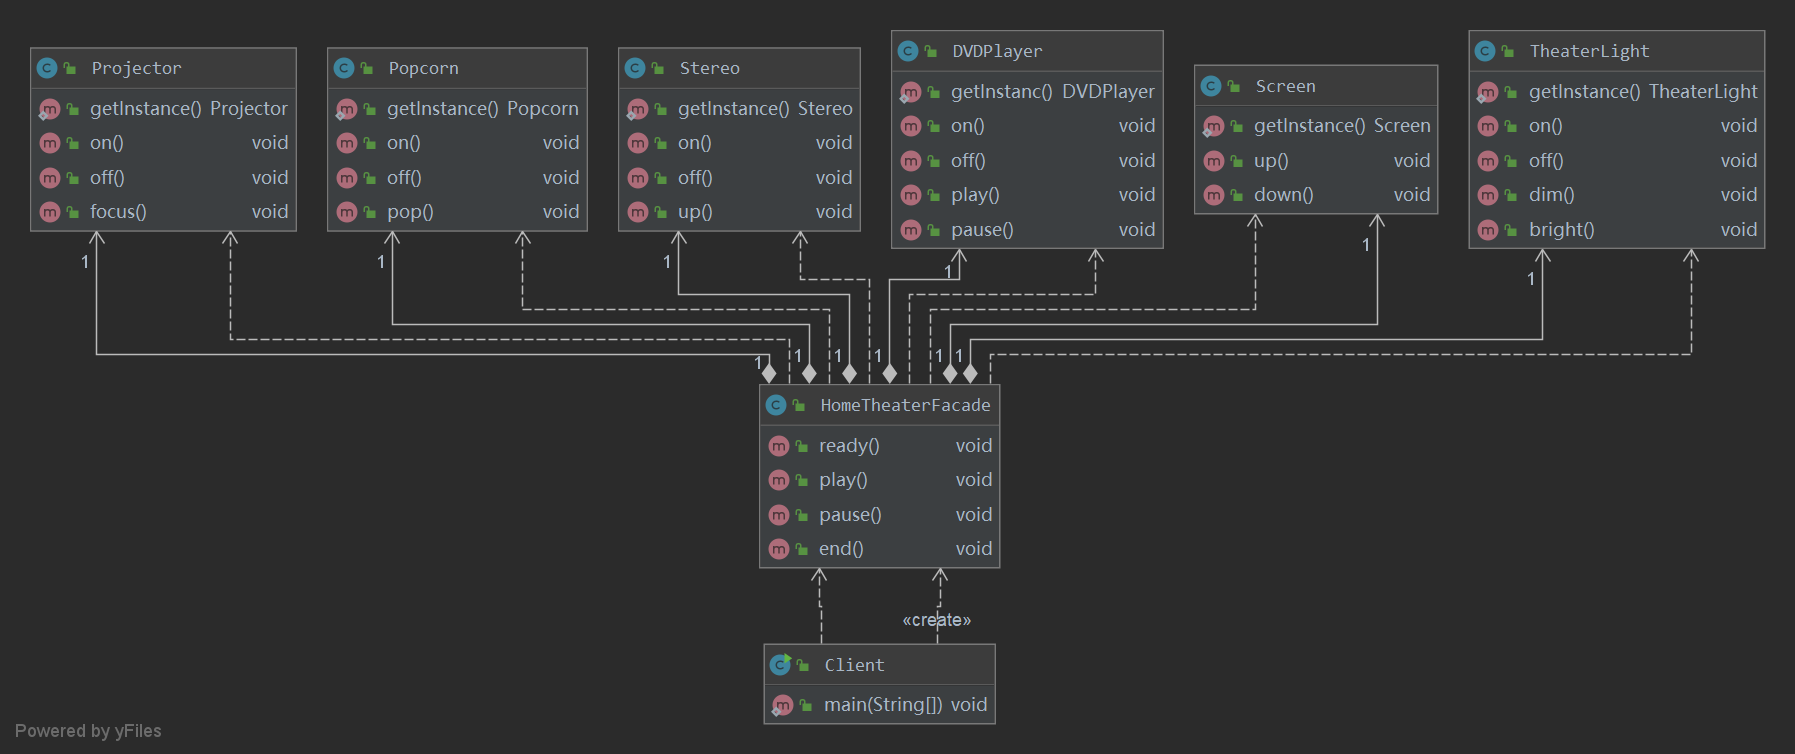 Projector
getInstance() Projector
on() void
off() void
focus() void
Popcorn
getInstance() Popcorn
on() void
off() void
pop() void
Stereo
getInstance() Stereo
on() void
off() void
up() void
DVDPlayer
getInstanc() DVDPlayer
on() void
off() void
play() void
pause() void
Screen
getInstance() Screen
up() void
down() void
TheaterLight
getInstance() TheaterLight
on() void
off() void
dim() void
bright() void
1
1
1
1
1
1
1
1
1
1
1
1
HomeTheaterFacade
ready() void
play() void
pause() void
end() void
«create»
Client
main(String[]) void
Powered by yFiles